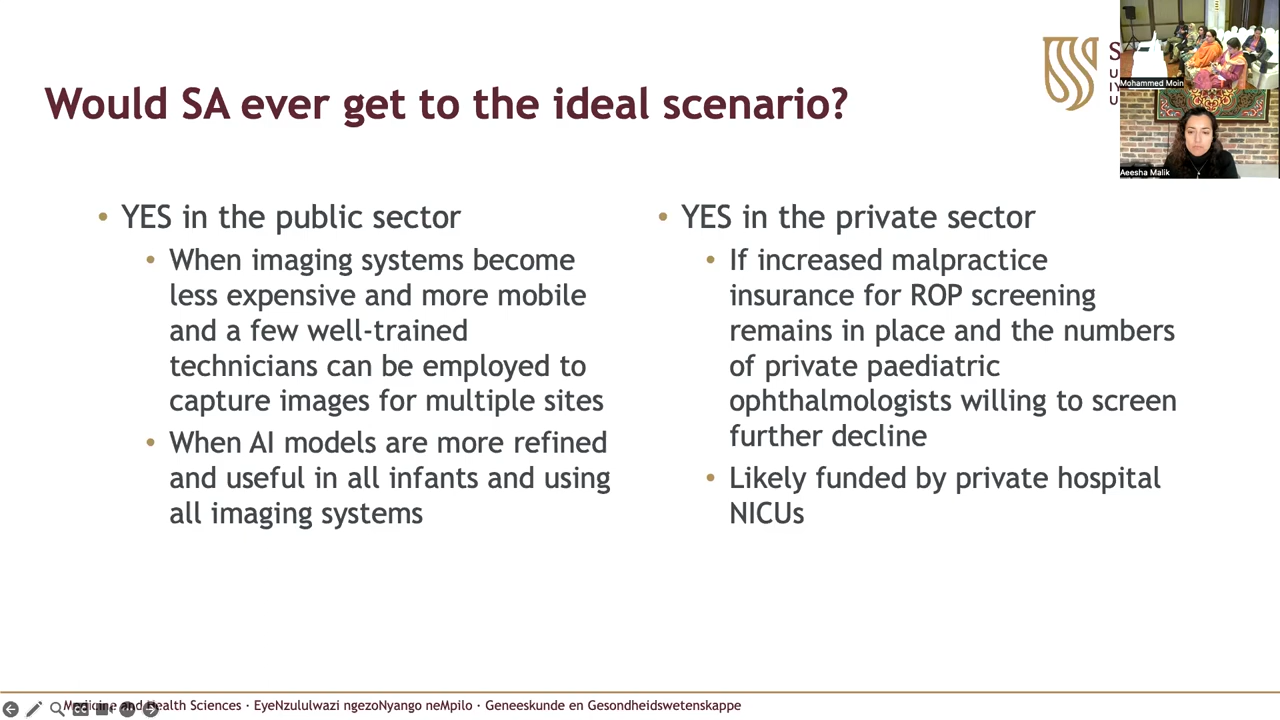 Would SA ever get to the ideal scenario?
S
U
IY
U
Mohammed Moin
Aeesha Malik
• YES in the public sector
• When imaging systems become
less expensive and more mobile
and a few well-trained
technicians can be employed to
capture images for multiple sites
• When AI models are more refined
and useful in all infants and using
all imaging systems
• YES in the private sector
• If increased malpractice
insurance for ROP screening
remains in place and the numbers
of private paediatric
ophthalmologists willing to screen
further decline
• Likely funded by private hospital
NICUs
Medicine and Health Sciences · EyeNzululwazi ngezoNyango neMpilo · Geneeskunde en Gesondheidswetenskappe